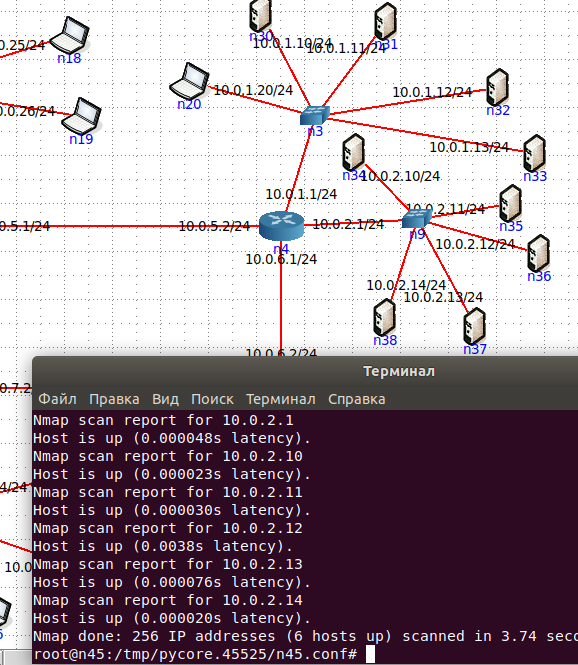 n30
10.0.1.10/24
10.0.1.11/24
n31
.25/24
n18
n20
10.0.1.20/24
10.0.1.12/24
n32
.0.26/24
n19
n3
10.0.1.13/24
n33
n34
10.0.2.10/24
10.0.1.1/24
.5.1/24
10.0.5.2/24
n4
10.0.2.1/24
n9
.2.11/24
n35
10.0.2.12/24
n36
10.0.6.1/24
10.0.2.14/24
10.0.2.13/24
n38
n37
10.0.6.2/24
.0.7.2
4/24
10.0
Терминал
Файл Правка Вид Поиск Терминал Справка
Nmap scan report for 10.0.2.1
Host is up (0.000048s latency).
Nmap scan report for 10.0.2.10
Host is up (0.000023s latency).
Nmap scan report for 10.0.2.11
Host is up (0.000030s latency).
Nmap scan report for 10.0.2.12
Host is up (0.0038s latency).
Nmap scan report for 10.0.2.13
Host is up (0.000076s latency).
Nmap scan report for 10.0.2.14
Host is up (0.000020s latency).
Nmap done: 256 IP addresses (6 hosts up) scanned in 3.74 sec
root@n45:/tmp/pycore.45525/n45.conf#